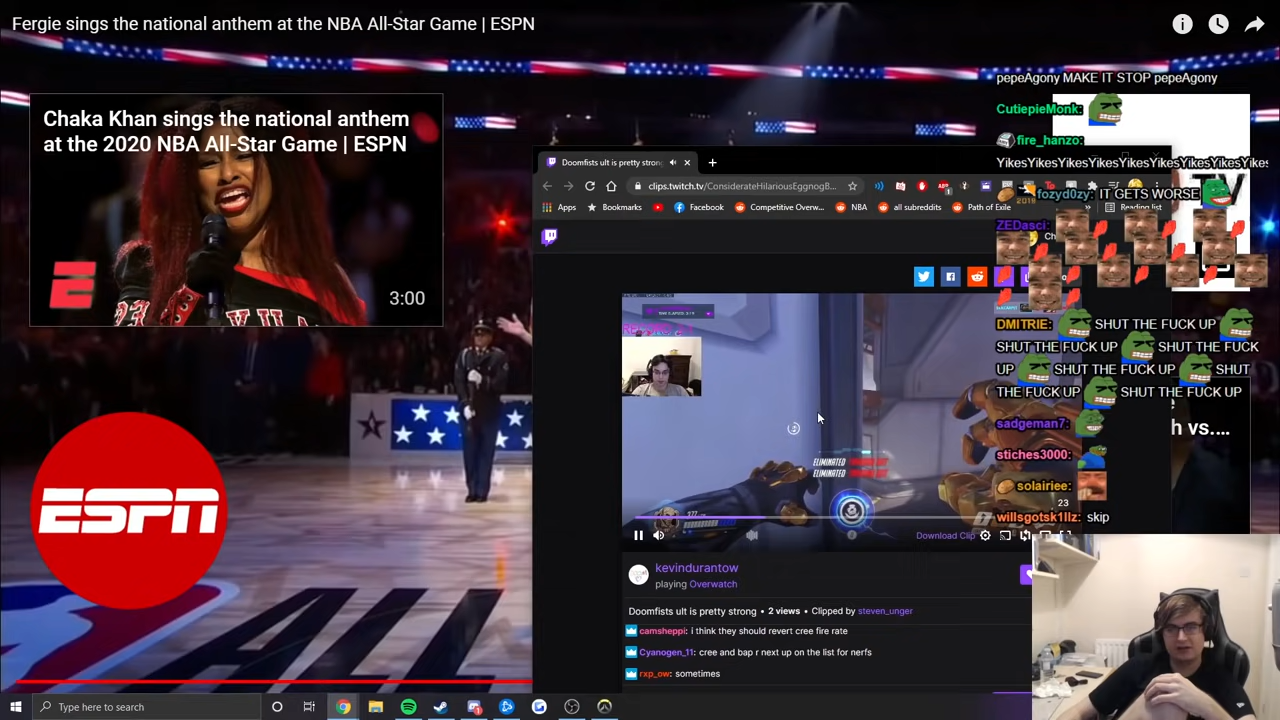 Fergie sings the national anthem at the NBA All-Star Game | ESPN
Chaka Khan sings the national anthem
at the 2020 NBA All-Star Game | ESPN
3:00
ESPN
ALL
Doomfists ult is pretty strong
clips.twitch.tv/ConsiderateHilariousEggnogB...
Apps
Bookmarks
Facebook
Competitive Overw...
NBA
all subreddits
Path of Exile
Reading list
ELIMINATED
ELIMINATED
23
Download Clip
kevindurantow
playing Overwatch
Doomfists ult is pretty strong • 2 views • Clipped by steven_unger
camsheppi: i think they should revert cree fire rate
Cyanogen_11: cree and bap r next up on the list for nerfs
rxp_ow: sometimes
pepeAgony MAKE IT STOP pepeAgony
CutiepieMonk:
fire_hanzo:
YikesYikesYikesYikesYikesYikesYikesYikes
fozyd0zy: IT GETS WORSE
ZEDasci:
DMITRIE: SHUT THE FUCK UP
SHUT THE FUCK UP SHUT THE FUCK
UP SHUT THE FUCK UP SHUT
THE FUCK UP SHUT THE FUCK UP
sadgeman7:
stiches3000:
solairiee:
willsgotsk1llz: skip
h vs....
Type here to search